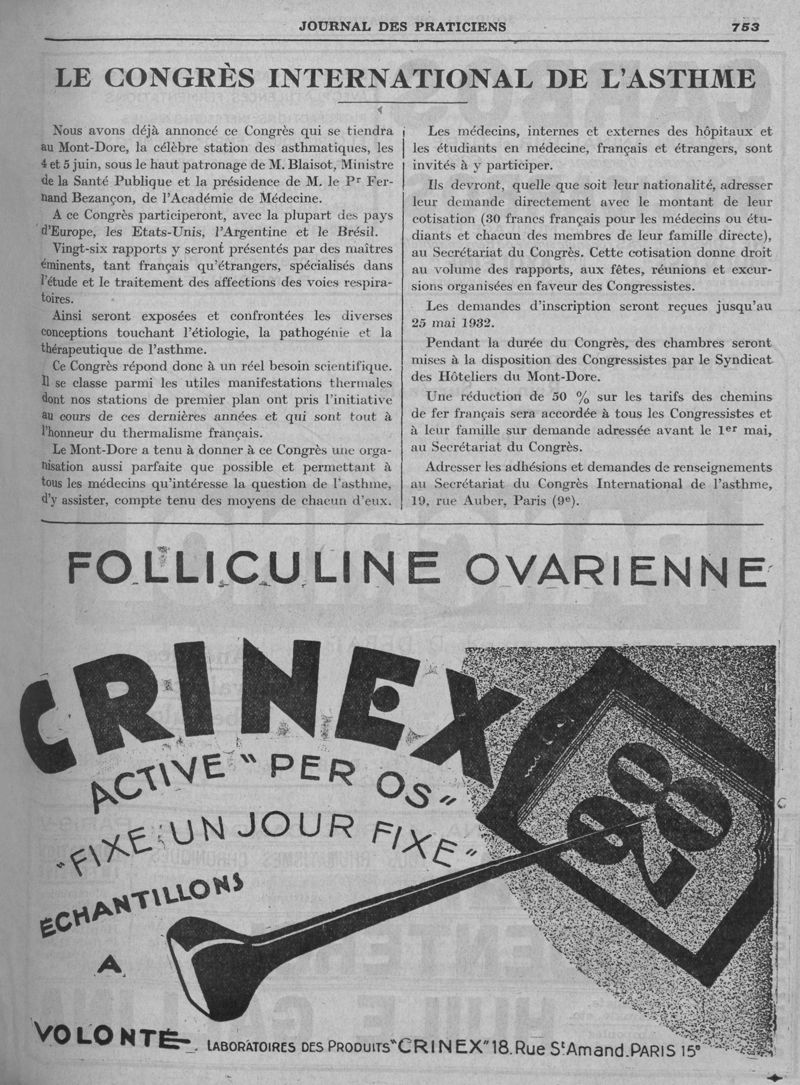 JOURNAL DES PRATICIENS 753
LE CONGRÈS INTERNATIONAL DE L'ASTHME
Nous avons déjà annoncé ce Congrès qui se tiendra
au Mont-Dore, la célèbre station des asthmatiques, les
4 et 5 juin, sous le haut patronage de M. Blaisot, Ministre
de la Santé Publique et la présidence de M. le Pr Fer-
nand Bezançon, de l'Académie de Médecine.
A ce Congrès participeront, avec la plupart des pays
d'Europe, les Etats-Unis, l'Argentine et le Brésil.
Vingt-six rapports y seront présentés par des maîtres
éminents, tant français qu'étrangers, spécialisés dans
l'étude et le traitement des affections des voies respira-
toires.
Ainsi seront exposées et confrontées les diverses
conceptions touchant l'étiologie, la pathogénie et la
thérapeutique de l'asthme.
Ce Congrès répond donc à un réel besoin scientifique.
Il se classe parmi les utiles manifestations thermales
dont nos stations de premier plan ont pris l'initiative
au cours de ces dernières années et qui sont tout à
l'honneur du thermalisme français.
Le Mont-Dore a tenu à donner à ce Congrès une orga-
nisation aussi parfaite que possible et permettant à
tous les médecins qu'intéresse la question de l'asthme,
d'y assister, compte tenu des moyens de chacun d'eux.
Les médecins, internes et externes des hôpitaux et
les étudiants en médecine, français et étrangers, sont
invités à y participer.
Ils devront, quelle que soit leur nationalité, adresser
leur demande directement avec le montant de leur
cotisation (30 francs français pour les médecins ou étu-
diants et chacun des membres de leur famille directe),
au Secrétariat du Congrès. Cette cotisation donne droit
au volume des rapports, aux fêtes, réunions et excur-
sions organisées en faveur des Congressistes.
Les demandes d'inscription seront reçues jusqu'au
25 mai 1932.
Pendant la durée du Congrès, des chambres seront
mises à la disposition des Congressistes par le Syndicat
des Hôteliers du Mont-Dore.
Une réduction de 50 % sur les tarifs des chemins
de fer français sera accordée à tous les Congressistes et
à leur famille sur demande adressée avant le 1er mai,
au Secrétariat du Congrès.
Adresser les adhésions et demandes de renseignements
au Secrétariat du Congrès International de l'asthme,
19, rue Auber, Paris (9e).
FOLLICULINE OVARIENNE
CRINEX
ACTIVE "PER OS"
"FIXE UN JOUR FIXE"
ÉCHANTILLONS
A
VOLONTÉ
LABORATOIRES DES PRODUITS "CRINEX" 18. RUE St AMAND. PARIS 15e